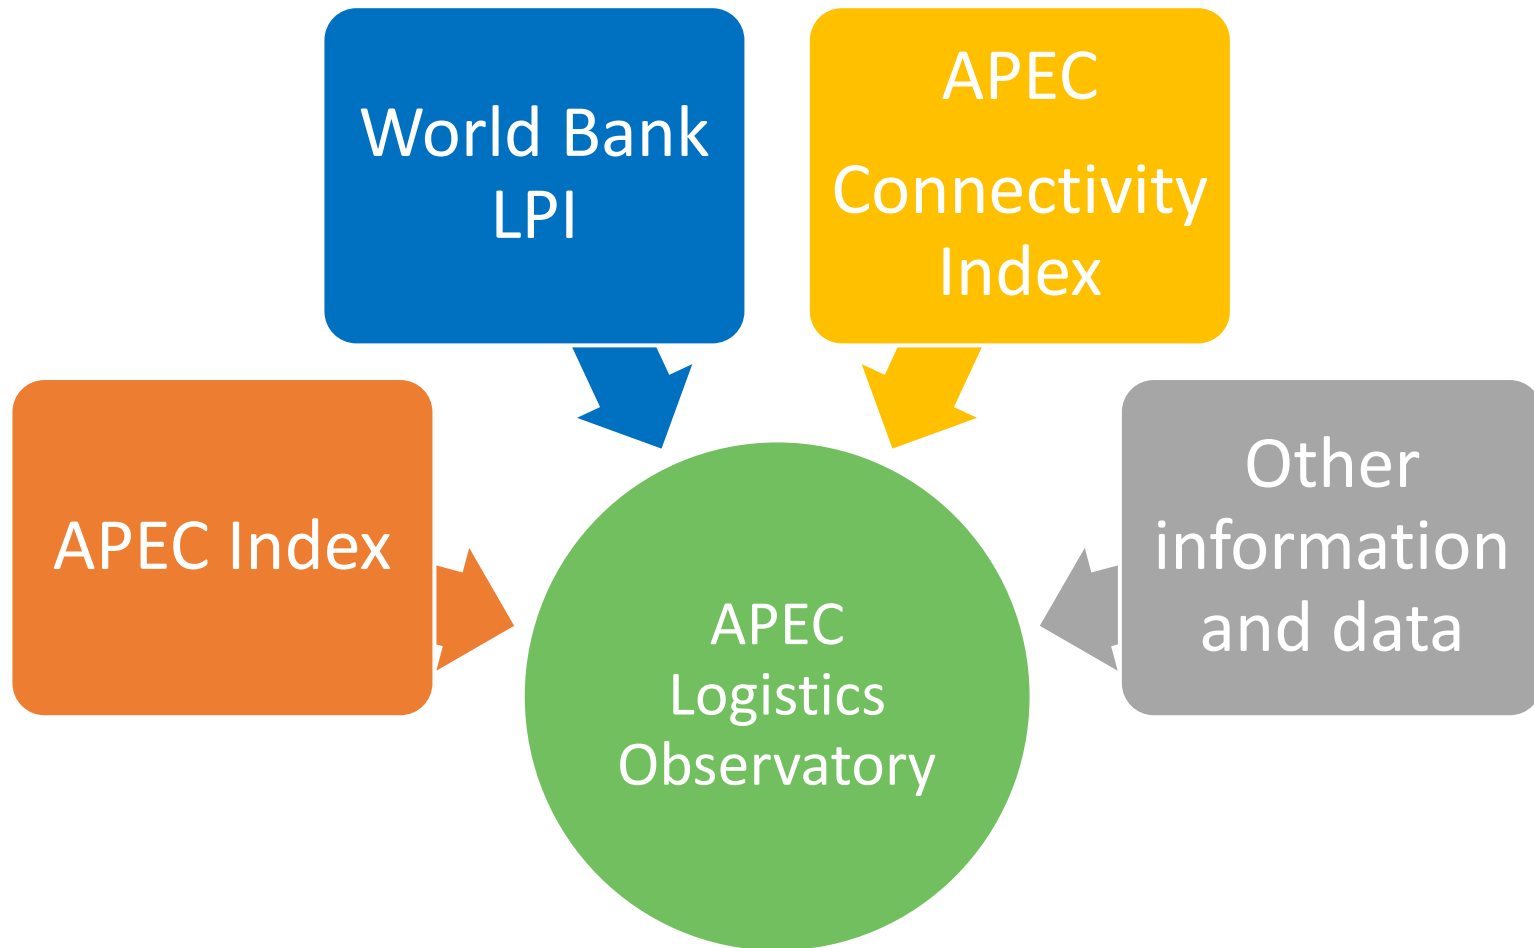 World Bank
LPI
APEC
Connectivity
Index
APEC Index
Other
information
and data
APEC
Logistics
Observatory